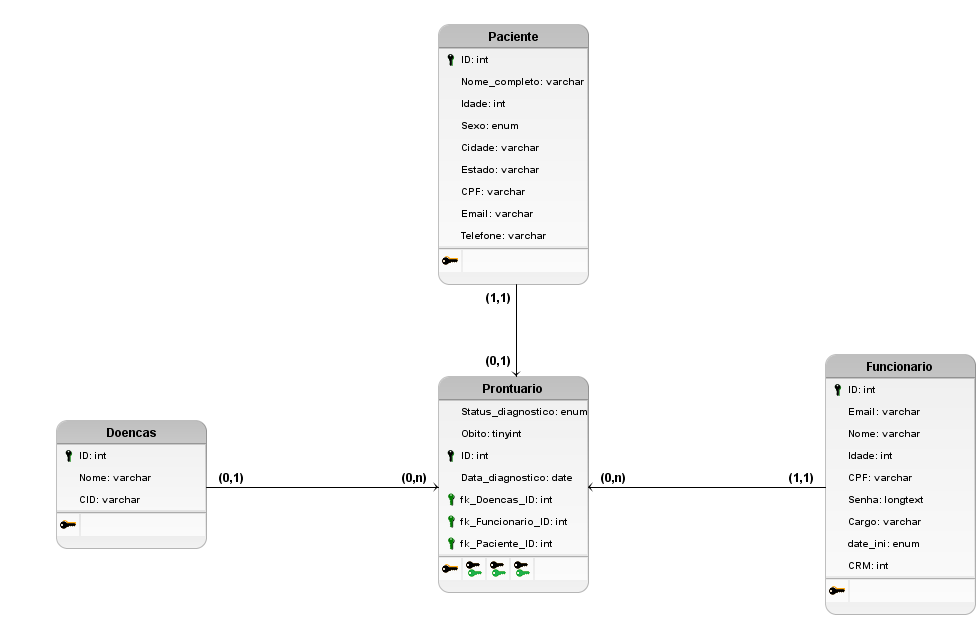 Paciente
ID: int
Nome_completo: varchar
Idade: int
Sexo: enum
Cidade: varchar
Estado: varchar
CPF: varchar
Email: varchar
Telefone: varchar
(1,1)
(0,1)
Prontuario
Status_diagnostico: enum
Obito: tinyint
ID: int
Data_diagnostico: date
fk_Doencas_ID: int
fk_Funcionario_ID: int
fk_Paciente_ID: int
Doencas
ID: int
Nome: varchar
CID: varchar
(0,1)
(0,n)
(0,n)
(1,1)
Funcionario
ID: int
Email: varchar
Nome: varchar
Idade: int
CPF: varchar
Senha: longtext
Cargo: varchar
date_ini: enum
CRM: int